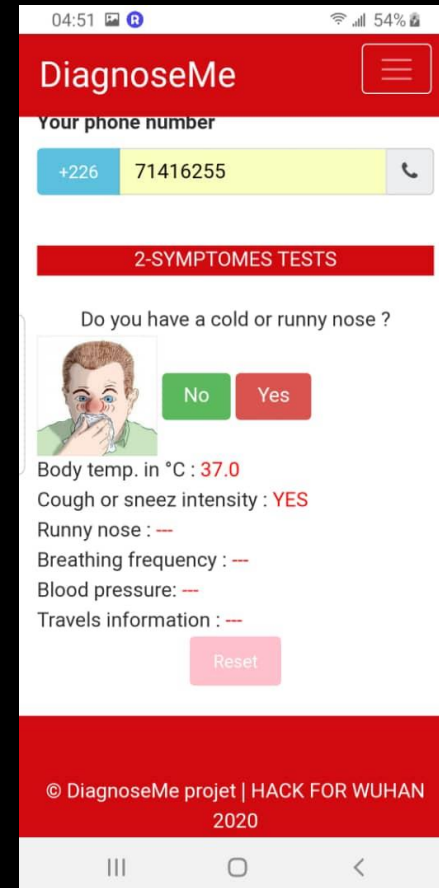 04:51 R 54%
DiagnoseMe
Your phone number
+226 71416255
2-SYMPTOMES TESTS
Do you have a cold or runny nose ?
No Yes
Body temp. in °C : 37.0
Cough or sneez intensity : YES
Runny nose : ---
Breathing frequency : ---
Blood pressure: ---
Travels information : ---
Reset
© DiagnoseMe projet | HACK FOR WUHAN
2020